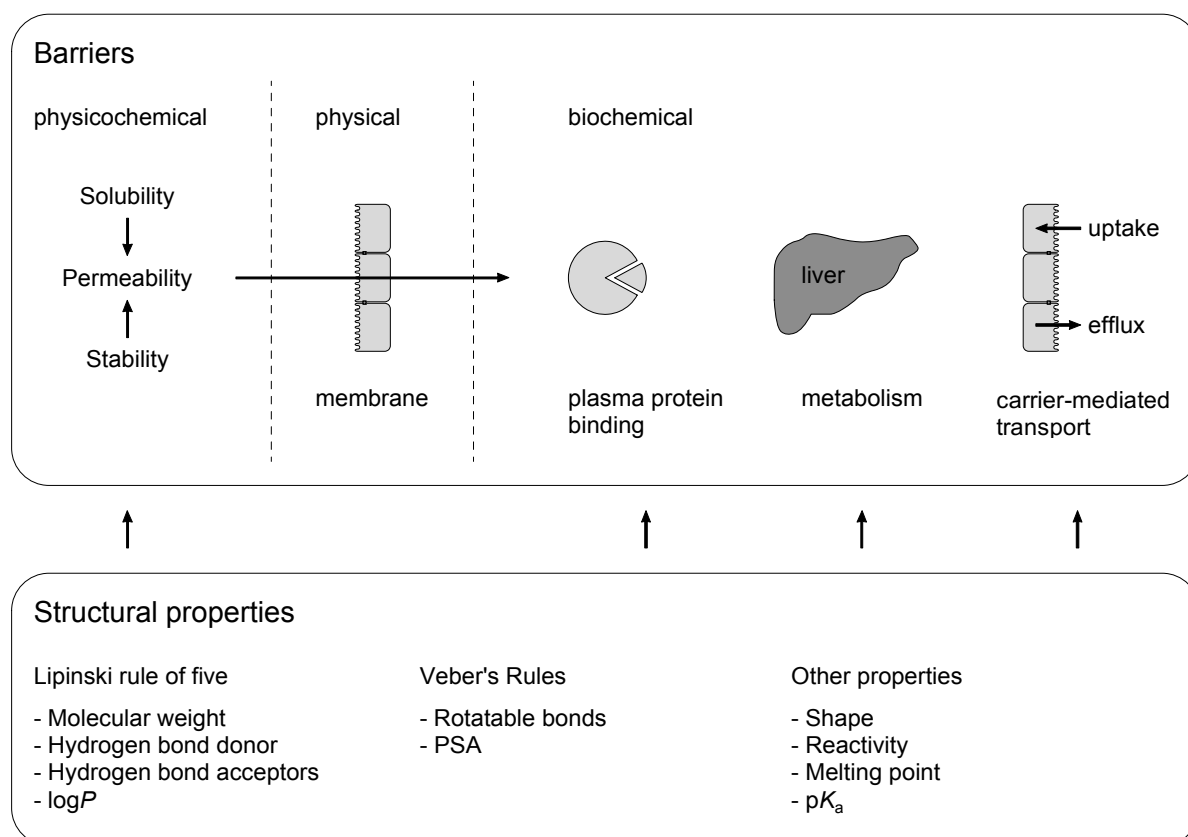 Barriers
physicochemical
physical
biochemical
Solubility
Permeability
Stability
membrane
plasma protein
binding
liver
metabolism
uptake
efflux
carrier-mediated
transport
Structural properties
Lipinski rule of five
- Molecular weight
- Hydrogen bond donor
- Hydrogen bond acceptors
- logP
Veber's Rules
- Rotatable bonds
- PSA
Other properties
- Shape
- Reactivity
- Melting point
- pKa